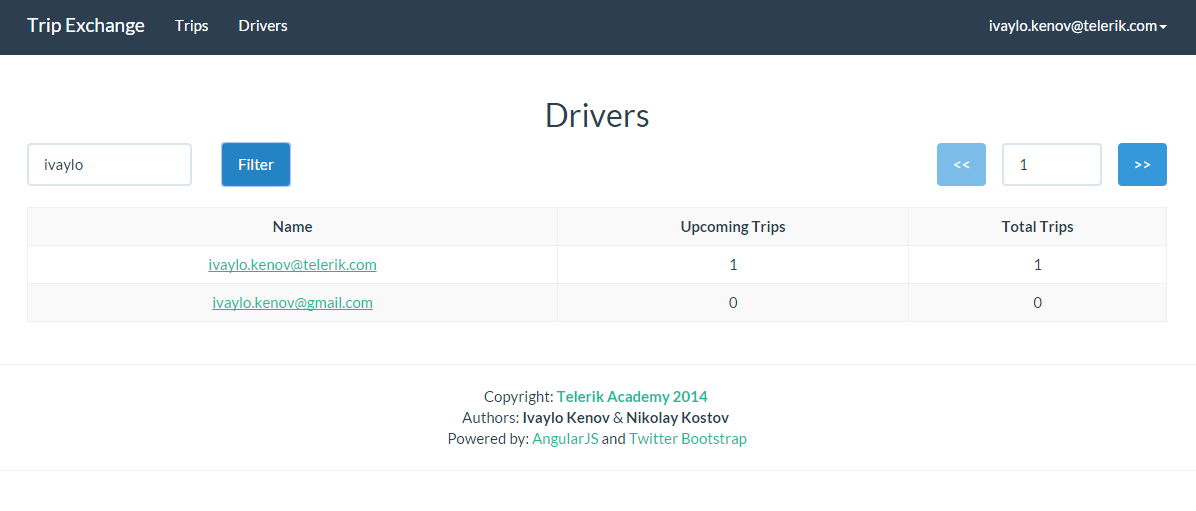 Trip Exchange Trips Drivers ivaylo.kenov@telerik.com
Drivers
ivaylo Filter << 1 >>
Name Upcoming Trips Total Trips
ivaylo.kenov@telerik.com 1 1
ivaylo.kenov@gmail.com 0 0
Copyright: Telerik Academy 2014
Authors: Ivaylo Kenov & Nikolay Kostov
Powered by: AngularJS and Twitter Bootstrap